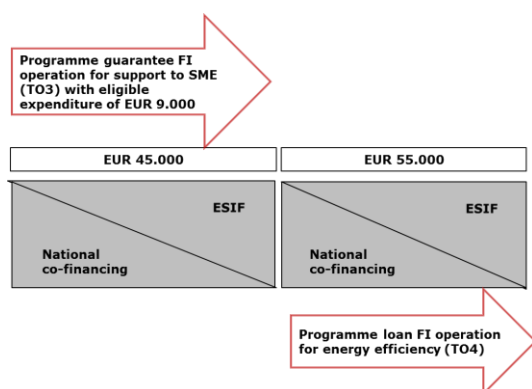 Programme guarantee FI
operation for support to SME
(TO3) with eligible
expenditure of EUR 9.000
EUR 45.000
EUR 55.000
ESIF
National
co-financing
ESIF
National
co-financing
Programme loan FI operation
for energy efficiency (TO4)